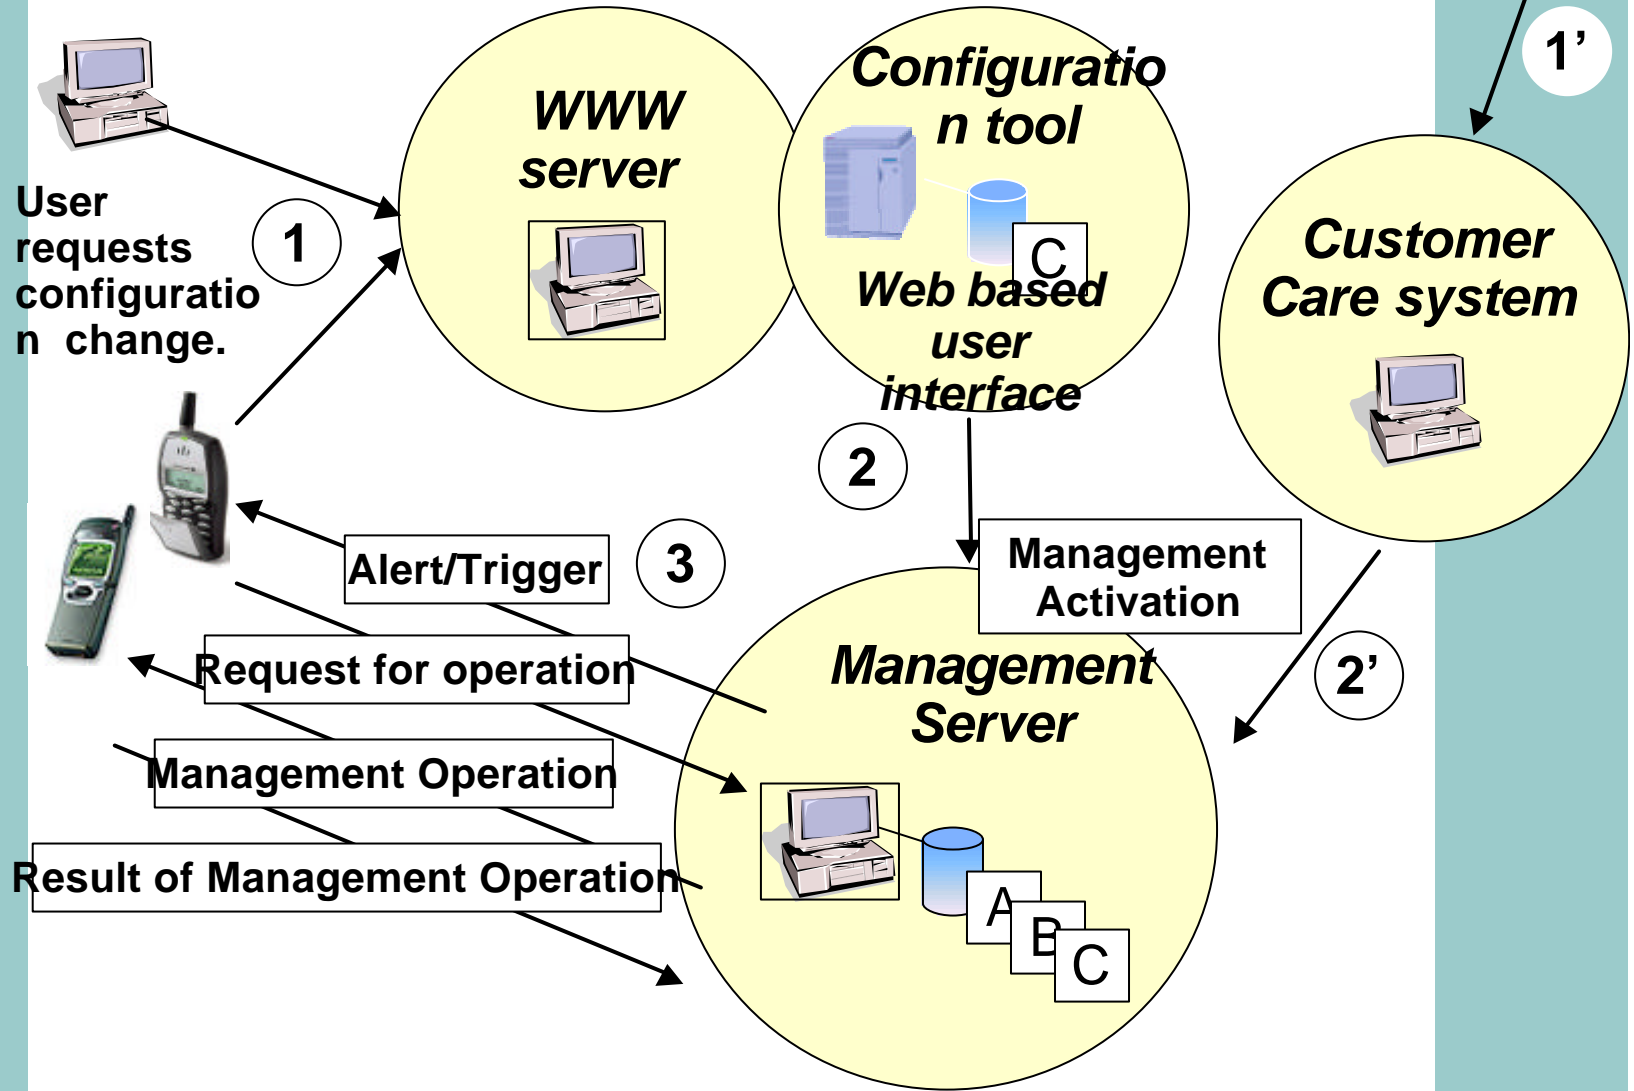 1’
Configuratio
n tool
WWW
server
User
requests
configuratio
n change.
1
C
Web based
user
interface
Customer
Care system
2
Alert/Trigger
3
Management
Activation
Request for operation
Management
Server
2’
Management Operation
Result of Management Operation
A
B
C